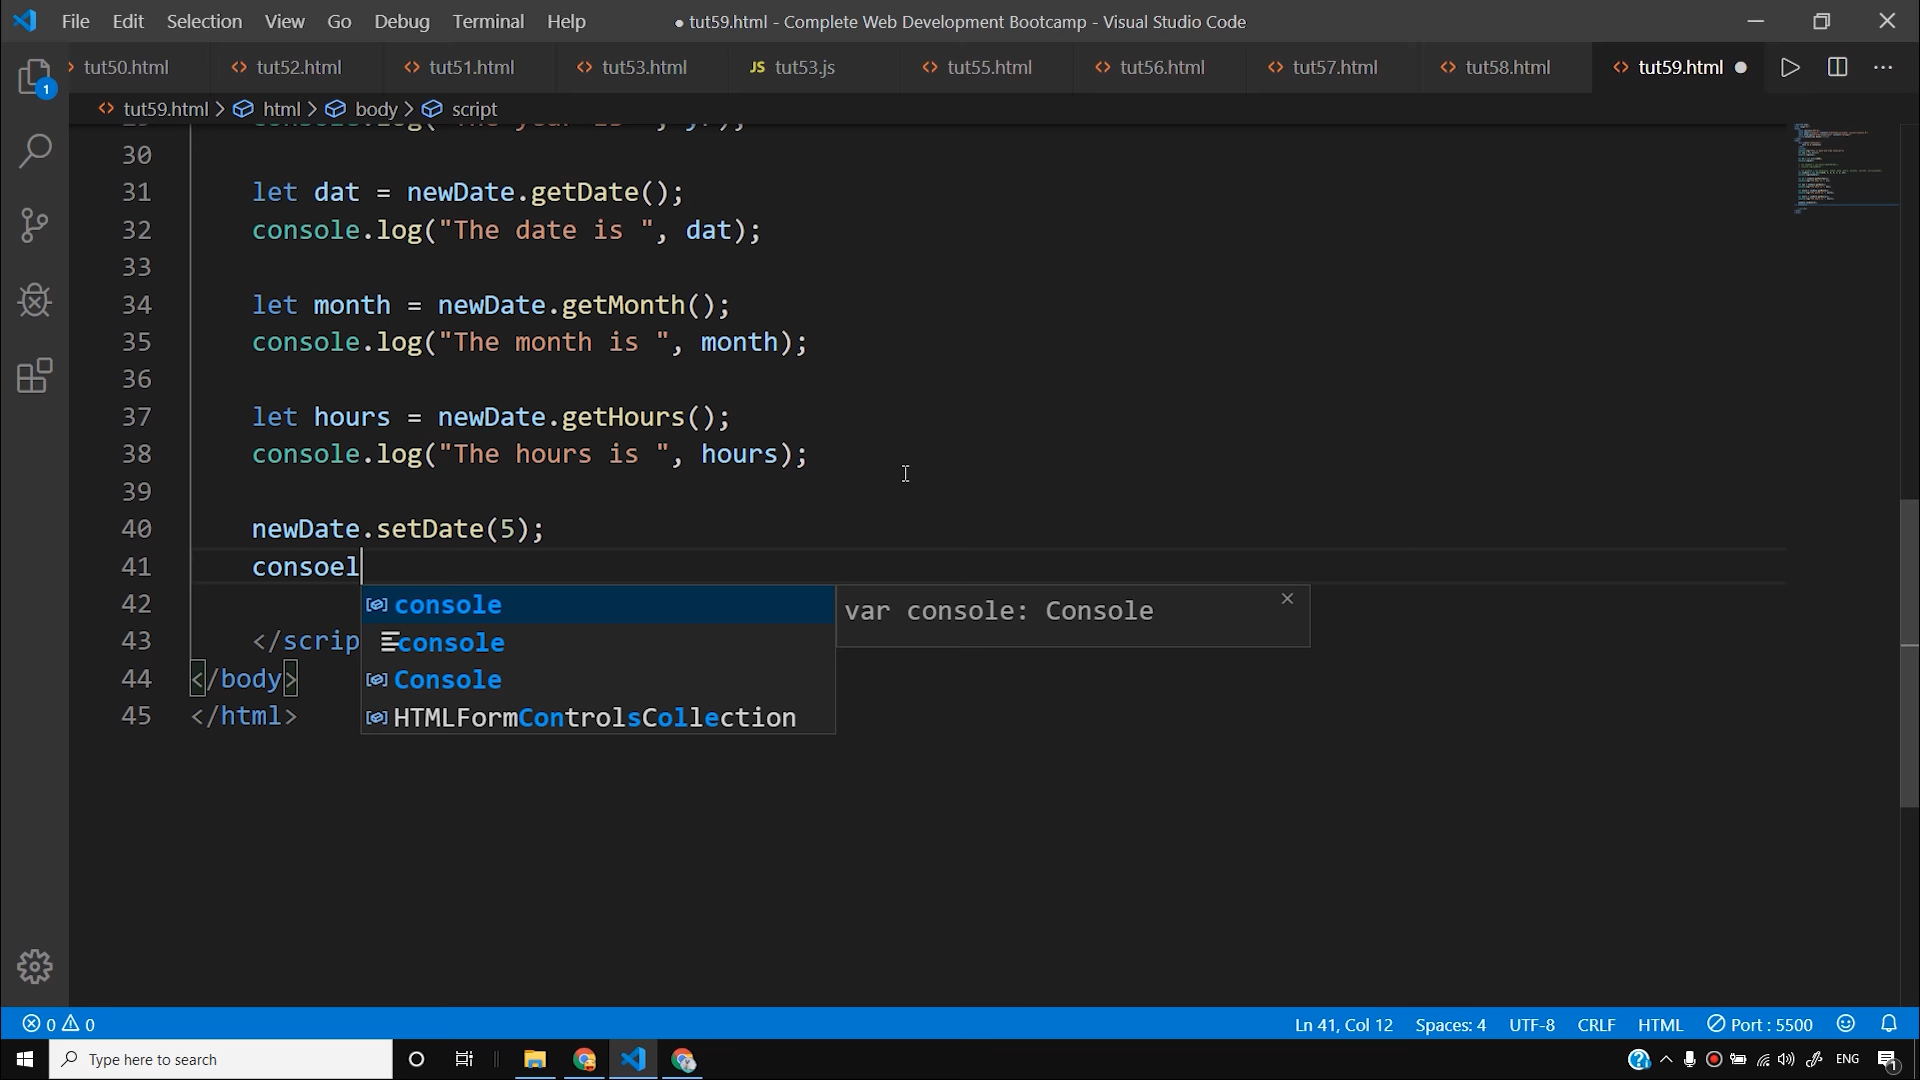 File Edit Selection View Go Debug Terminal Help
● tut59.html - Complete Web Development Bootcamp - Visual Studio Code
tut50.html tut52.html tut51.html tut53.html JS tut53.js tut55.html tut56.html tut57.html tut58.html tut59.html
1
tut59.html > html > body > script
30
31 let dat = newDate.getDate();
32 console.log("The date is ", dat);
33
34 let month = newDate.getMonth();
35 console.log("The month is ", month);
36
37 let hours = newDate.getHours();
38 console.log("The hours is ", hours);
39
40 newDate.setDate(5);
41 consoel
42 console var console: Console
43 </scrip console
44 </body> Console
45 </html> HTMLFormControlsCollection
0 0 Ln 41, Col 12 Spaces: 4 UTF-8 CRLF HTML Port : 5500
Type here to search ENG 1